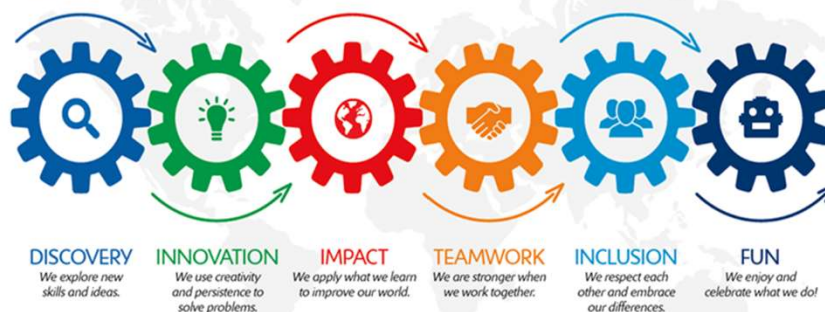 DISCOVERY
We explore new
skills and ideas.
INNOVATION
We use creativity
and persistence to
solve problems.
IMPACT
We apply what we learn
to improve our world.
TEAMWORK
We are stronger when
we work together.
INCLUSION
We respect each
other and embrace
our differences.
FUN
We enjoy and
celebrate what we do!